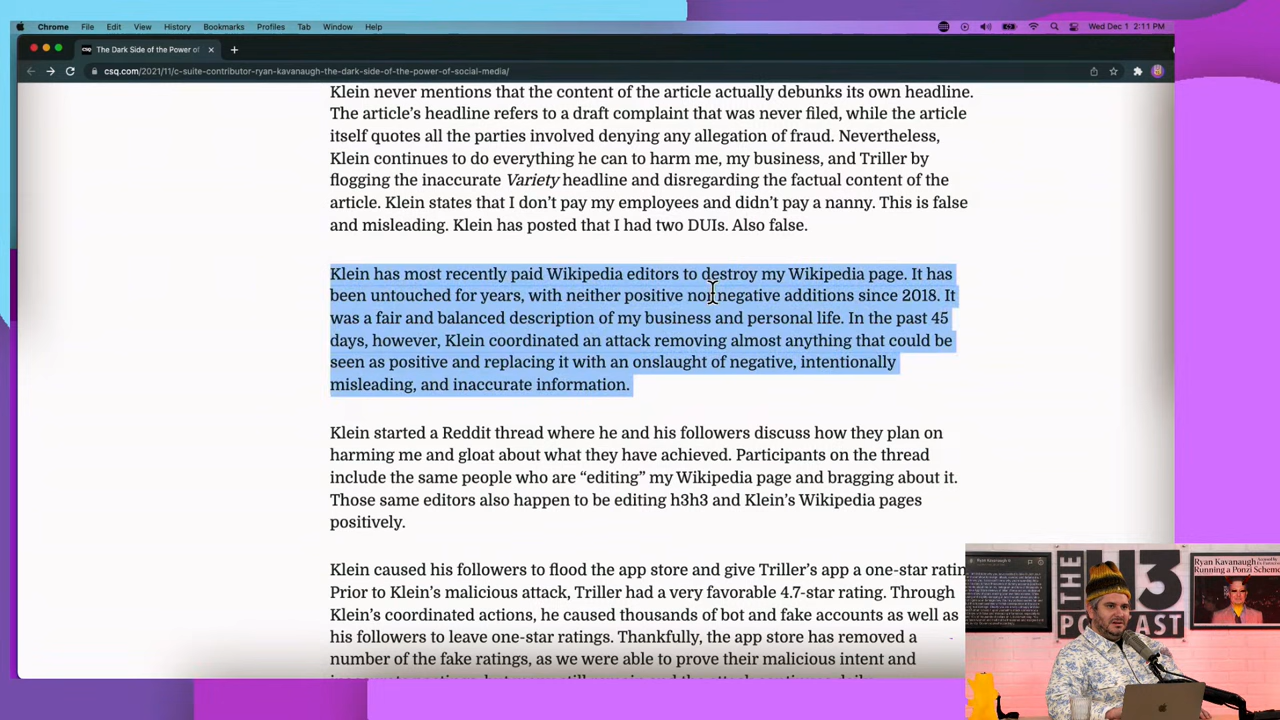 Chrome File Edit View History Bookmarks Profiles Tab Window Help Wed Dec 1 2:11 PM
csq The Dark Side of the Power of
csq.com/2021/11/c-suite-contributor-ryan-kavanaugh-the-dark-side-of-the-power-of-social-media/
Klein never mentions that the content of the article actually debunks its own headline.
The article’s headline refers to a draft complaint that was never filed, while the article
itself quotes all the parties involved denying any allegation of fraud. Nevertheless,
Klein continues to do everything he can to harm me, my business, and Triller by
flogging the inaccurate Variety headline and disregarding the factual content of the
article. Klein states that I don’t pay my employees and didn’t pay a nanny. This is false
and misleading. Klein has posted that I had two DUIs. Also false.
Klein has most recently paid Wikipedia editors to destroy my Wikipedia page. It has
been untouched for years, with neither positive nor negative additions since 2018. It
was a fair and balanced description of my business and personal life. In the past 45
days, however, Klein coordinated an attack removing almost anything that could be
seen as positive and replacing it with an onslaught of negative, intentionally
misleading, and inaccurate information.
Klein started a Reddit thread where he and his followers discuss how they plan on
harming me and gloat about what they have achieved. Participants on the thread
include the same people who are “editing” my Wikipedia page and bragging about it.
Those same editors also happen to be editing h3h3 and Klein’s Wikipedia pages
positively.
Klein caused his followers to flood the app store and give Triller’s app a one-star ratin
Prior to Klein’s malicious attack, Triller had a very favorable 4.7-star rating. Through
Klein’s coordinated actions, he caused thousands of fake accounts as well as
his followers to leave one-star ratings. Thankfully, the app store has removed a
number of the fake ratings, as we were able to prove their malicious intent and
THE H3
PODCAST
Ryan Kavanaugh
Running a Ponzi Scheme